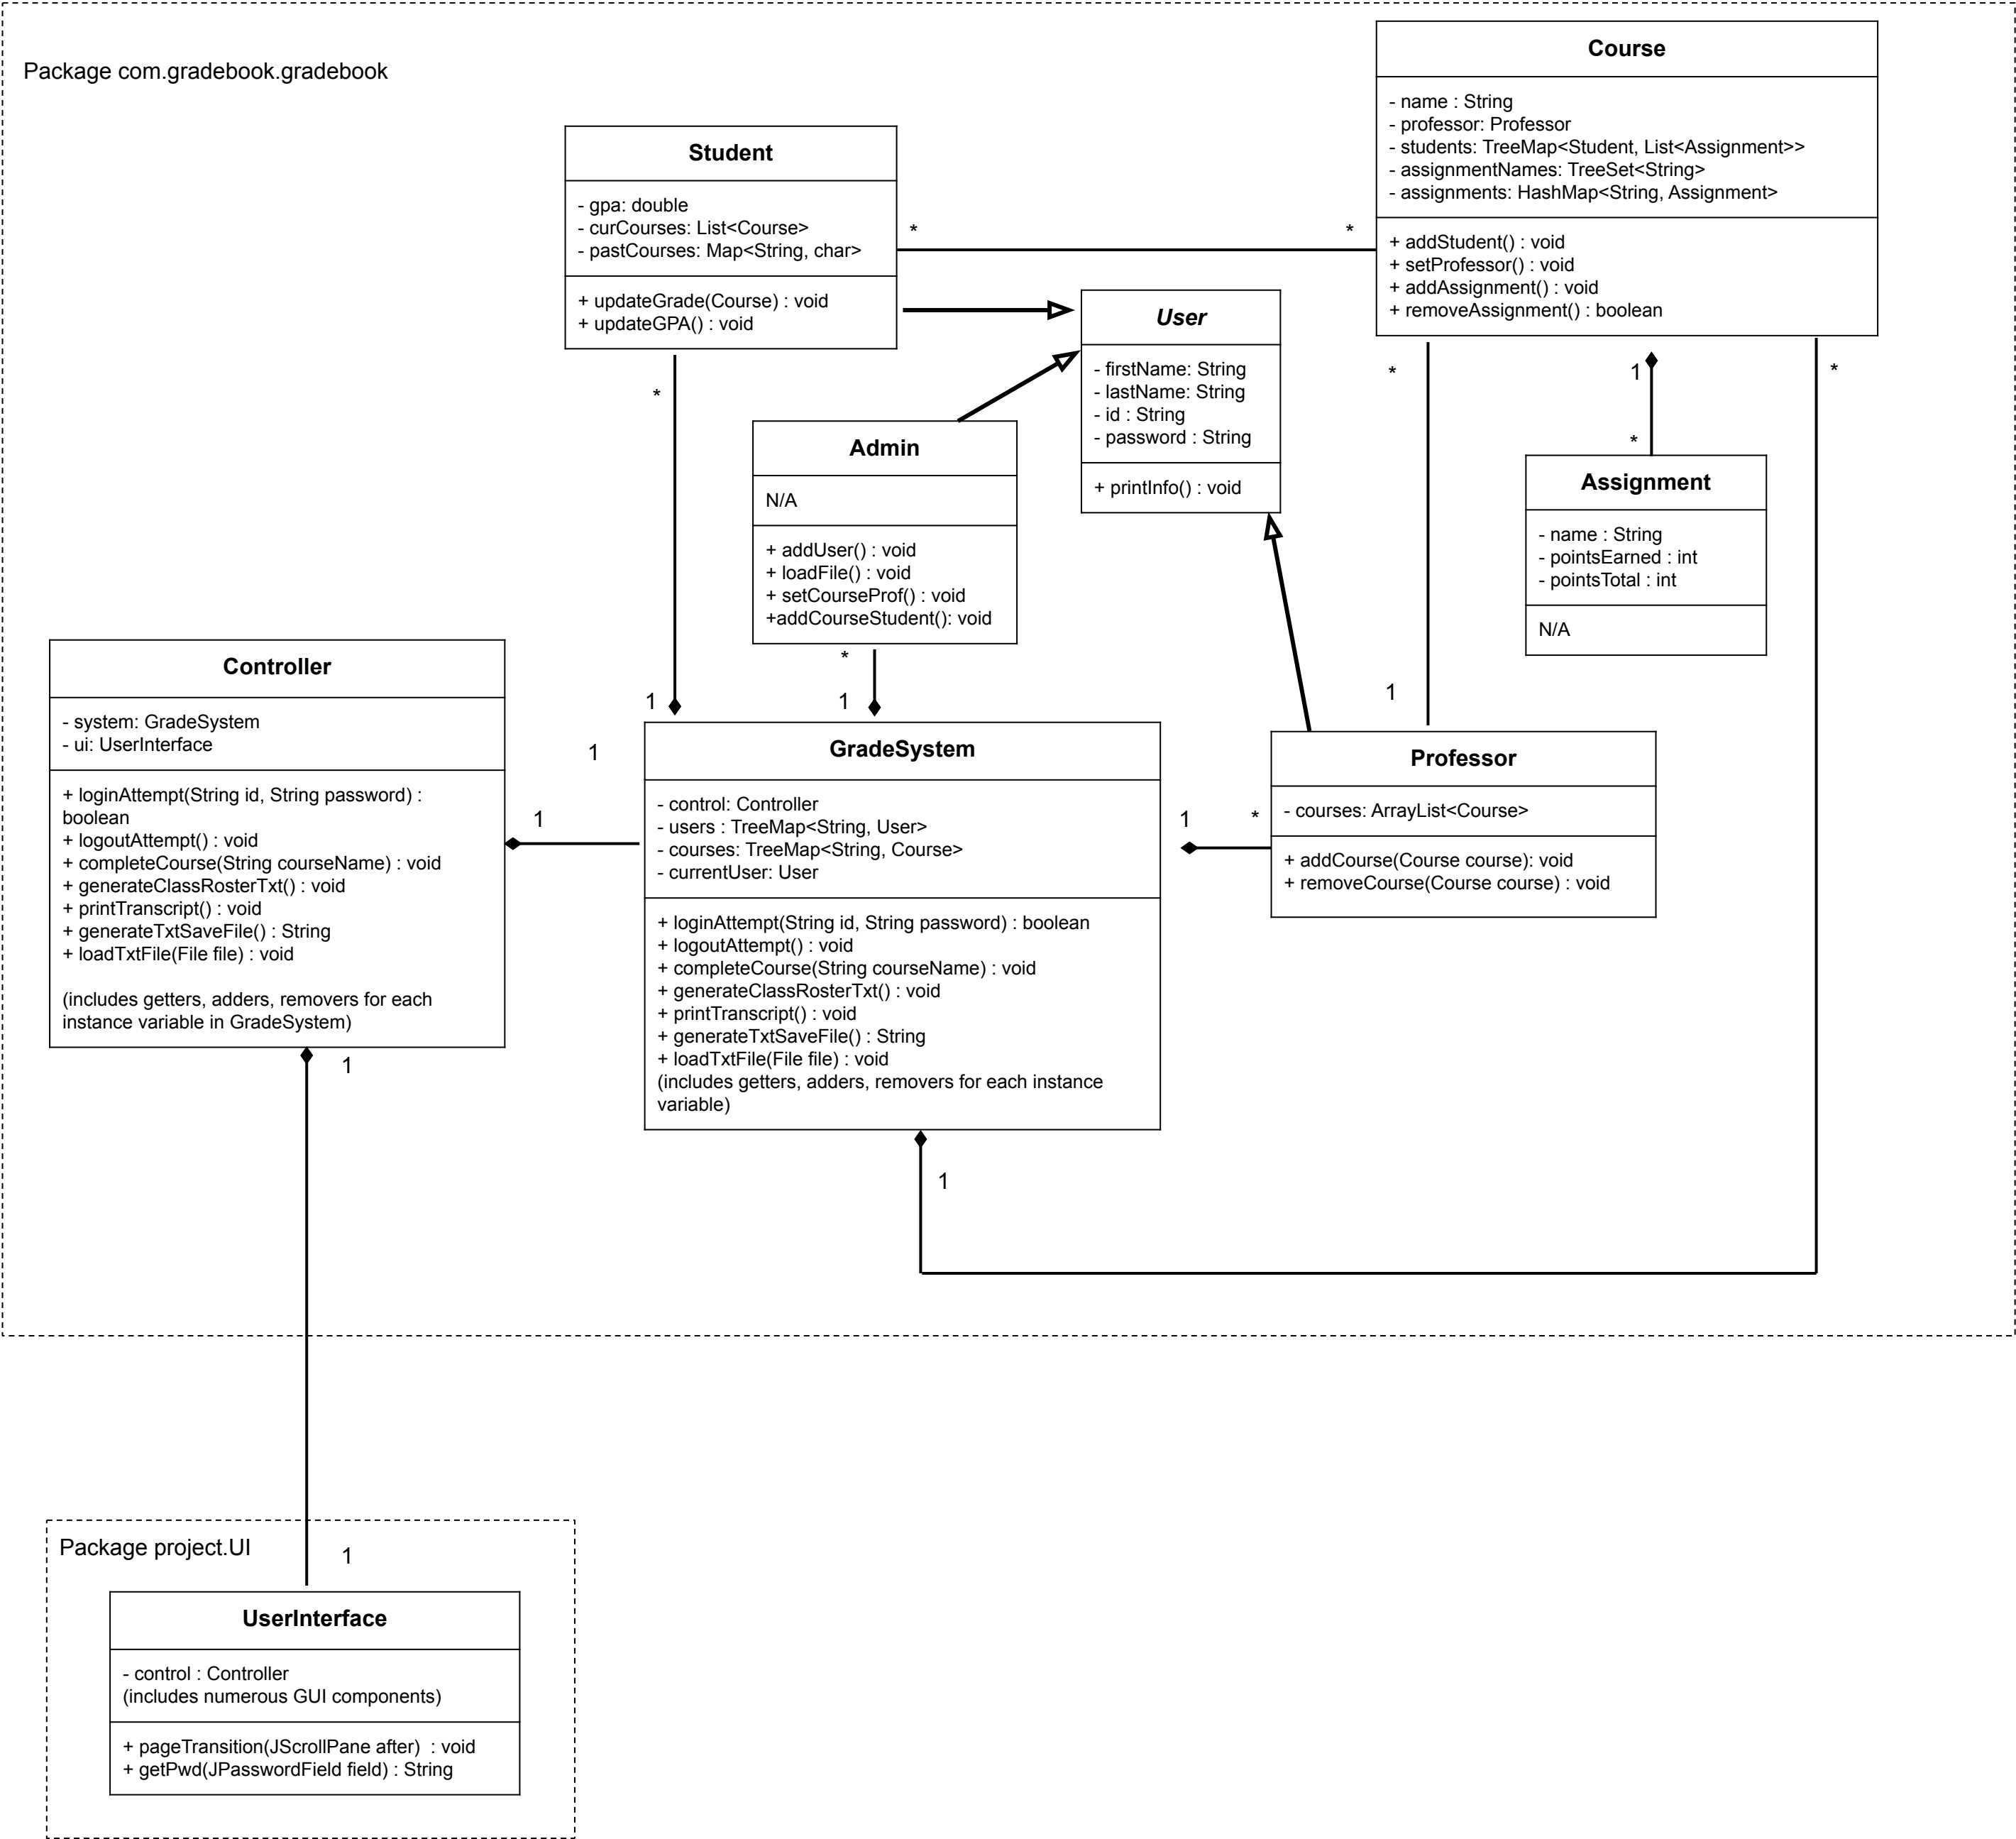 Package com.gradebook.gradebook
Course
- name : String
- professor: Professor
- students: TreeMap<Student, List<Assignment>>
- assignmentNames: TreeSet<String>
- assignments: HashMap<String, Assignment>
+ addStudent() : void
+ setProfessor() : void
+ addAssignment() : void
+ removeAssignment() : boolean
Student
- gpa: double
- curCourses: List<Course>
- pastCourses: Map<String, char>
+ updateGrade(Course) : void
+ updateGPA() : void
*
*
User
- firstName: String
- lastName: String
- id : String
- password : String
+ printInfo() : void
*
1
*
*
*
Admin
N/A
+ addUser() : void
+ loadFile() : void
+ setCourseProf() : void
+addCourseStudent(): void
Assignment
- name : String
- pointsEarned : int
- pointsTotal : int
N/A
*
1
1
1
1
Controller
- system: GradeSystem
- ui: UserInterface
+ loginAttempt(String id, String password) :
boolean
+ logoutAttempt() : void
+ completeCourse(String courseName) : void
+ generateClassRosterTxt() : void
+ printTranscript() : void
+ generateTxtSaveFile() : String
+ loadTxtFile(File file) : void
(includes getters, adders, removers for each
instance variable in GradeSystem)
1
GradeSystem
- control: Controller
- users : TreeMap<String, User>
- courses: TreeMap<String, Course>
- currentUser: User
+ loginAttempt(String id, String password) : boolean
+ logoutAttempt() : void
+ completeCourse(String courseName) : void
+ generateClassRosterTxt() : void
+ printTranscript() : void
+ generateTxtSaveFile() : String
+ loadTxtFile(File file) : void
(includes getters, adders, removers for each instance
variable)
1
*
Professor
- courses: ArrayList<Course>
+ addCourse(Course course): void
+ removeCourse(Course course) : void
1
1
Package project.UI
1
UserInterface
- control : Controller
(includes numerous GUI components)
+ pageTransition(JScrollPane after)  : void
+ getPwd(JPasswordField field) : String